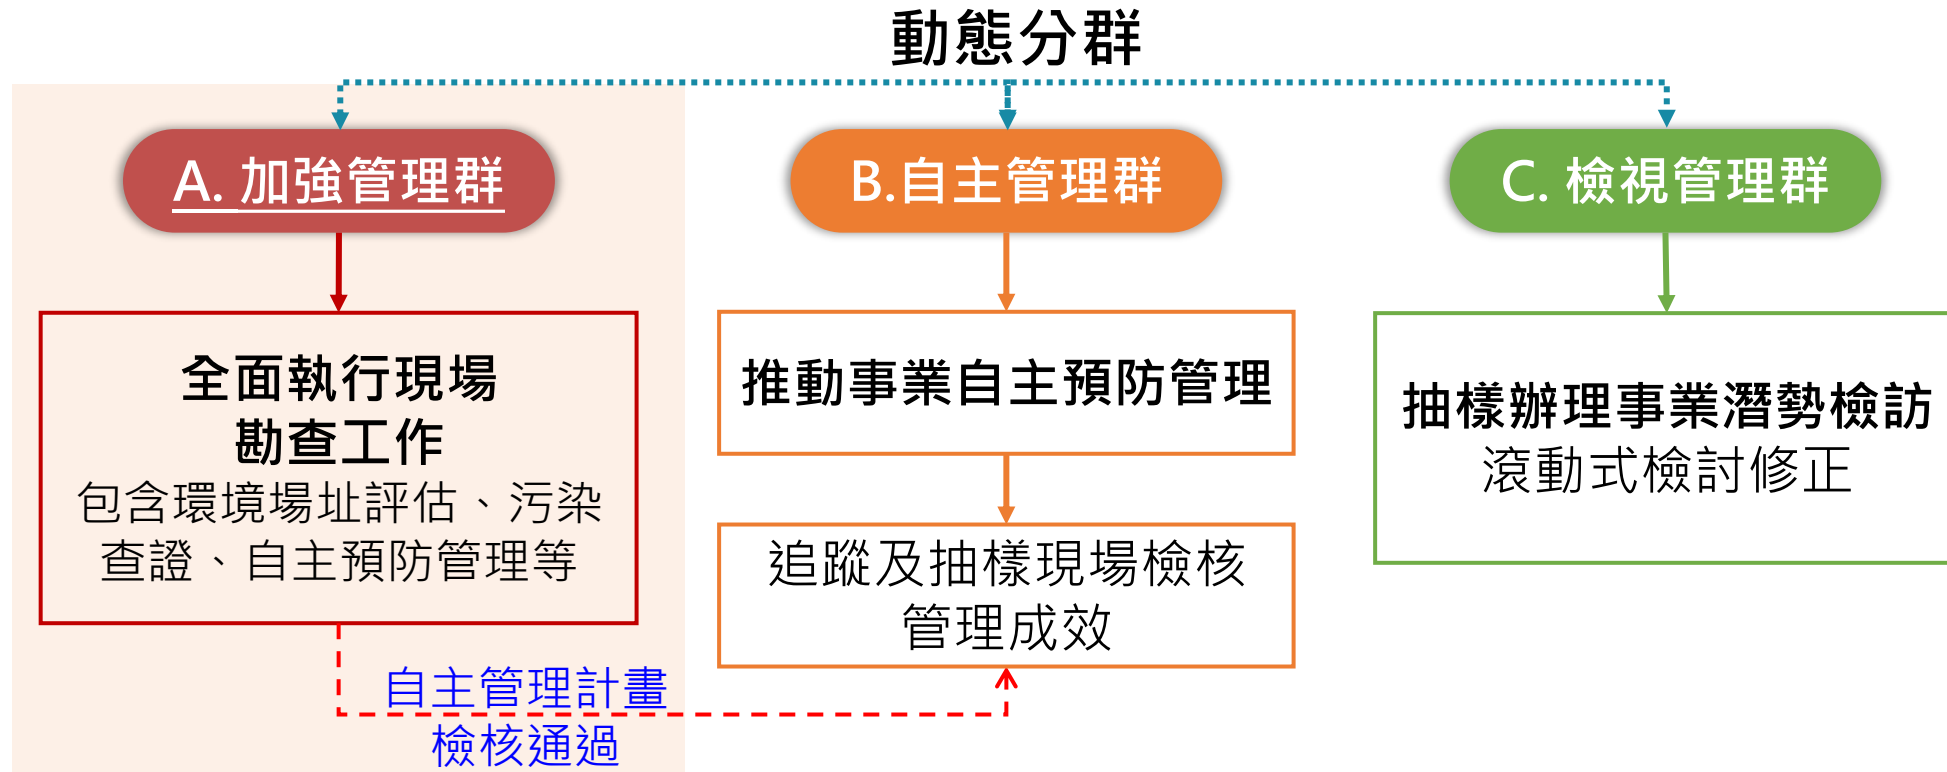 動態分群
A. 加強管理群
B.自主管理群
C. 檢視管理群
全面執行現場
勘查工作
包含環境場址評估、污染
查證、自主預防管理等
推動事業自主預防管理
追蹤及抽樣現場檢核
管理成效
抽樣辦理事業潛勢檢訪
滾動式檢討修正
自主管理計畫
檢核通過